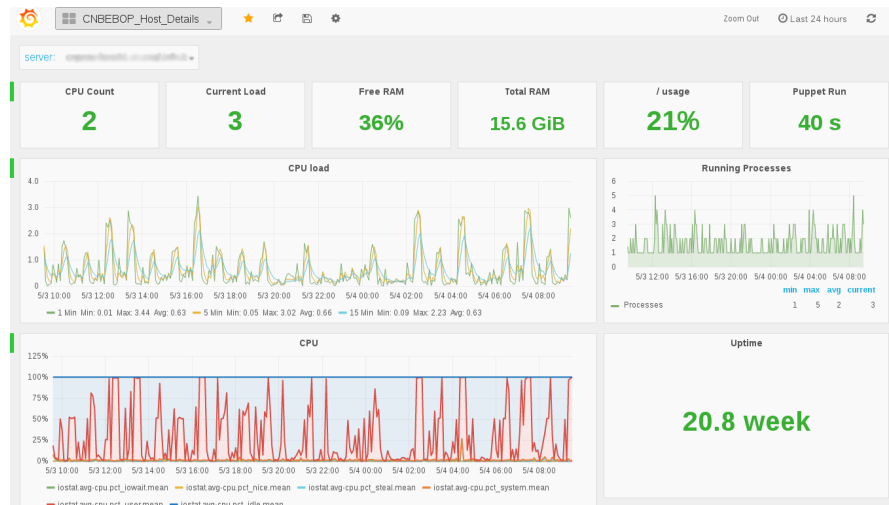 CNBEBOP_Host_Details
Zoom Out
Last 24 hours
server:
CPU Count
2
Current Load
3
Free RAM
36%
Total RAM
15.6 GiB
/ usage
21%
Puppet Run
40 s
CPU load
4.0
3.0
2.0
1.0
0
5/3 10:00 5/3 12:00 5/3 14:00 5/3 16:00 5/3 18:00 5/3 20:00 5/3 22:00 5/4 00:00 5/4 02:00 5/4 04:00 5/4 06:00 5/4 08:00
1 Min Min: 0.01 Max: 3.44 Avg: 0.63 5 Min Min: 0.05 Max: 3.02 Avg: 0.66 15 Min Min: 0.09 Max: 2.23 Avg: 0.63
Running Processes
6
5
4
3
2
1
0
5/3 12:00 5/3 16:00 5/3 20:00 5/4 00:00 5/4 04:00 5/4 08:00
min max avg current
Processes 1 5 2 3
CPU
125%
100%
75%
50%
25%
0%
5/3 10:00 5/3 12:00 5/3 14:00 5/3 16:00 5/3 18:00 5/3 20:00 5/3 22:00 5/4 00:00 5/4 02:00 5/4 04:00 5/4 06:00 5/4 08:00
iostat.avg-cpu.pct_iowait.mean iostat.avg-cpu.pct_nice.mean iostat.avg-cpu.pct_steal.mean iostat.avg-cpu.pct_system.mean
iostat.avg-cpu.pct_user.mean iostat.avg-cpu.pct_idle.mean
Uptime
20.8 week